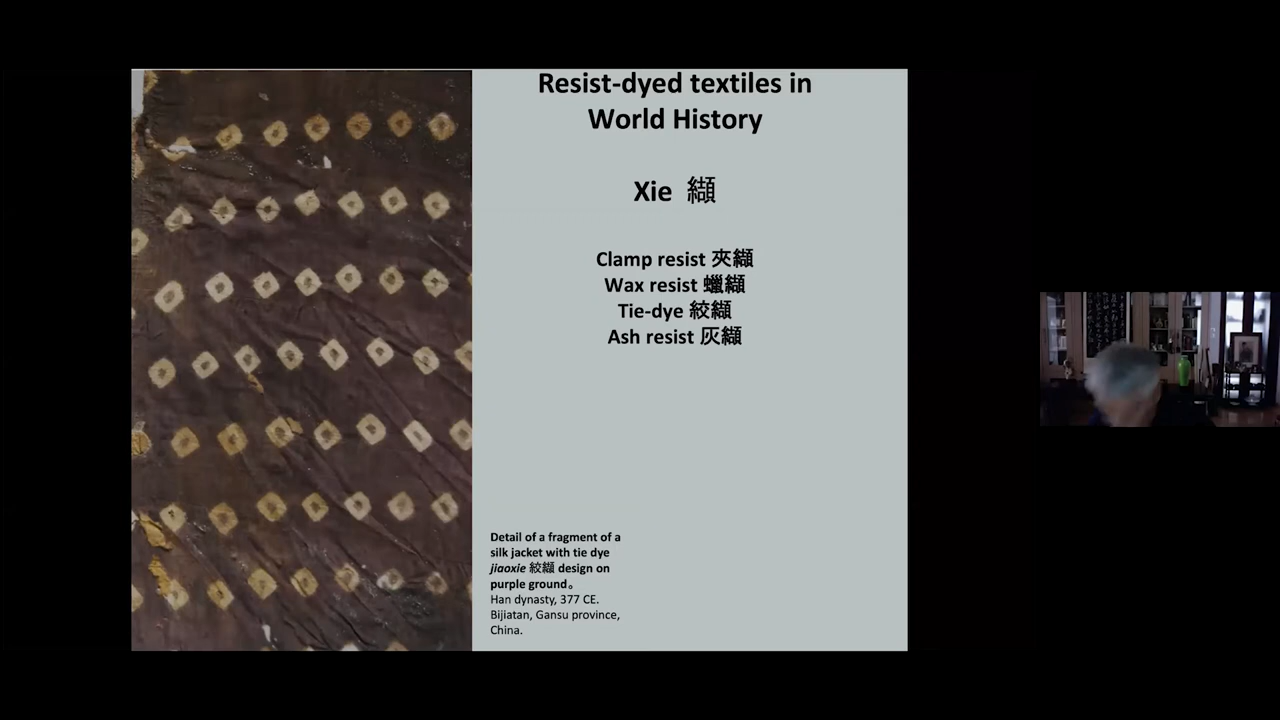 Resist-dyed textiles in
World History
Xie 纈
Clamp resist 夾纈
Wax resist 蠟纈
Tie-dye 絞纈
Ash resist 灰纈
Detail of a fragment of a
silk jacket with tie dye
jiaoxie 絞纈 design on
purple ground。
Han dynasty, 377 CE.
Bijiatan, Gansu province,
China.